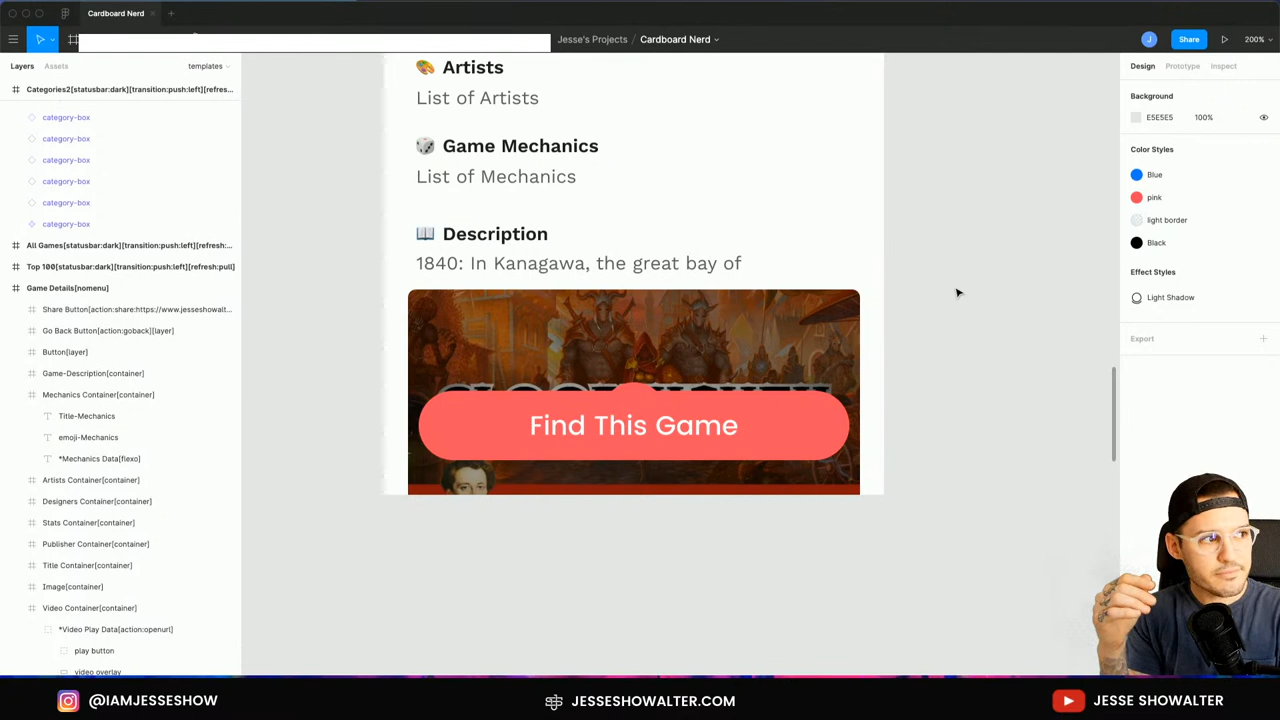 Cardboard Nerd
Jesse's Projects / Cardboard Nerd
J
Share
200%
Layers
Assets
templates
Design
Prototype
Inspect
Categories2[statusbar:dark][transition:push:left][refres...
category-box
category-box
category-box
category-box
category-box
category-box
All Games[statusbar:dark][transition:push:left][refresh:...
Top 100[statusbar:dark][transition:push:left][refresh:pull]
Game Details[nomenu]
Share Button[action:share:https://www.jesseshowalt...
Go Back Button[action:goback][layer]
Button[layer]
Game-Description[container]
Mechanics Container[container]
Title-Mechanics
emoji-Mechanics
*Mechanics Data[flexo]
Artists Container[container]
Designers Container[container]
Stats Container[container]
Publisher Container[container]
Title Container[container]
Image[container]
Video Container[container]
*Video Play Data[action:openurl]
play button
video overlay
Artists
List of Artists
Game Mechanics
List of Mechanics
Description
1840: In Kanagawa, the great bay of
Find This Game
Background
E5E5E5
100%
Color Styles
Blue
pink
light border
Black
Effect Styles
Light Shadow
Export
@IAMJESSESHOW
JESSESHOWALTER.COM
JESSE SHOWALTER